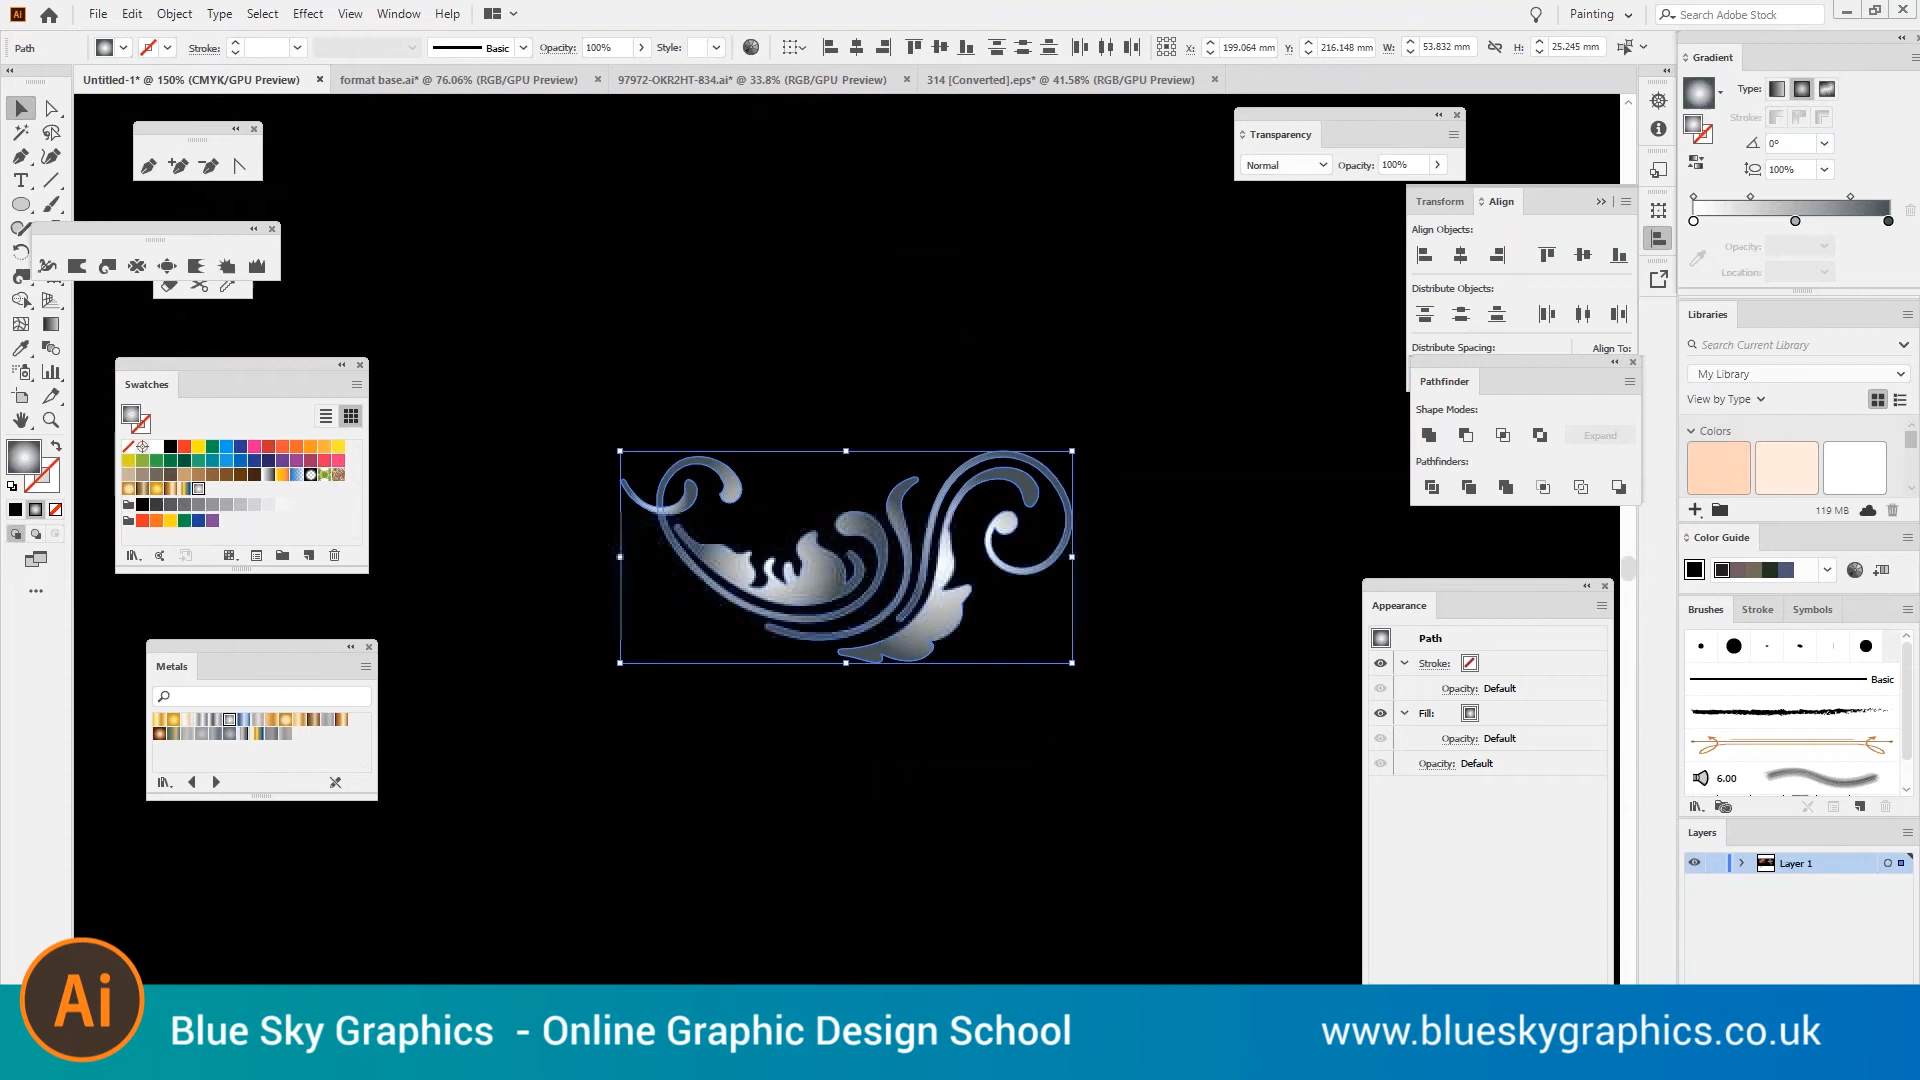 Ai File Edit Object Type Select Effect View Window Help Painting Search Adobe Stock
Path Stroke: Basic Opacity: 100% Style: X: 199.064 mm Y: 216.148 mm W: 53.832 mm H: 25.245 mm
Untitled-1* @ 150% (CMYK/GPU Preview) format base.ai* @ 76.06% (RGB/GPU Preview) 97972-OKR2HT-834.ai* @ 33.8% (RGB/GPU Preview) 314 [Converted].eps* @ 41.58% (RGB/GPU Preview)
Gradient
Type:
Stroke:
0°
100%
Opacity:
Location:
Transparency
Normal Opacity: 100%
Transform Align
Align Objects:
Distribute Objects:
Distribute Spacing: Align To:
Pathfinder
Shape Modes:
Expand
Pathfinders:
Libraries
Search Current Library
My Library
View by Type
Colors
119 MB
Color Guide
Brushes Stroke Symbols
Basic
6.00
Layers
Layer 1
Swatches
Metals
Appearance
Path
Stroke:
Opacity: Default
Fill:
Opacity: Default
Opacity: Default
Ai
Blue Sky Graphics - Online Graphic Design School
www.blueskygraphics.co.uk